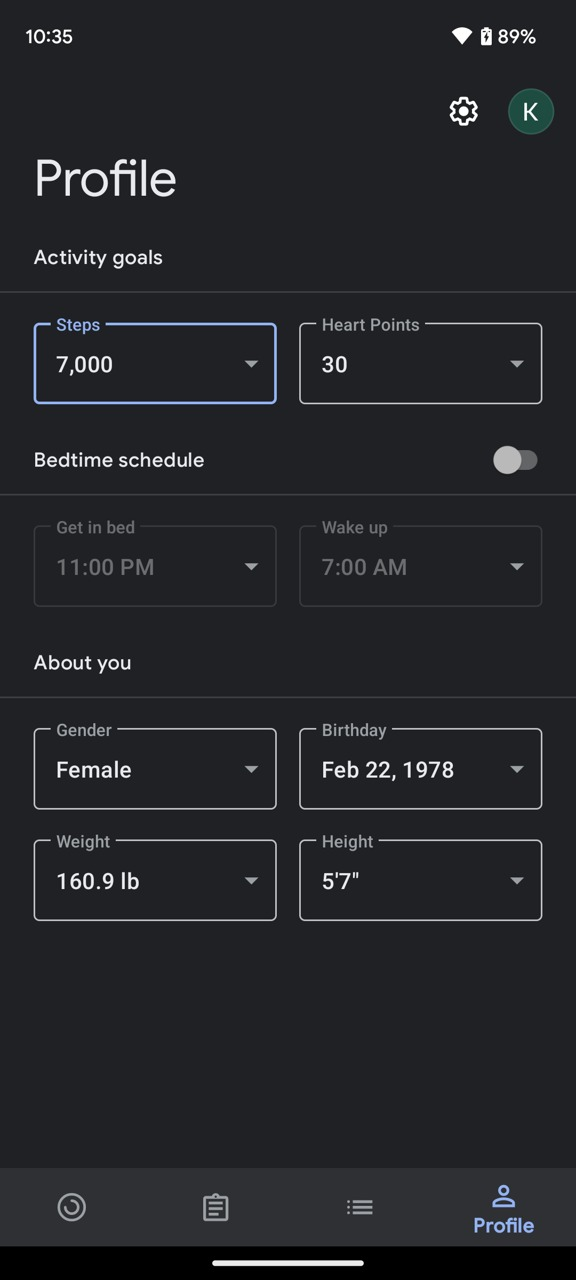 10:35 89%
K
Profile
Activity goals
Steps Heart Points
7,000 30
Bedtime schedule
Get in bed Wake up
11:00 PM 7:00 AM
About you
Gender Birthday
Female Feb 22, 1978
Weight Height
160.9 lb 5'7"
Profile